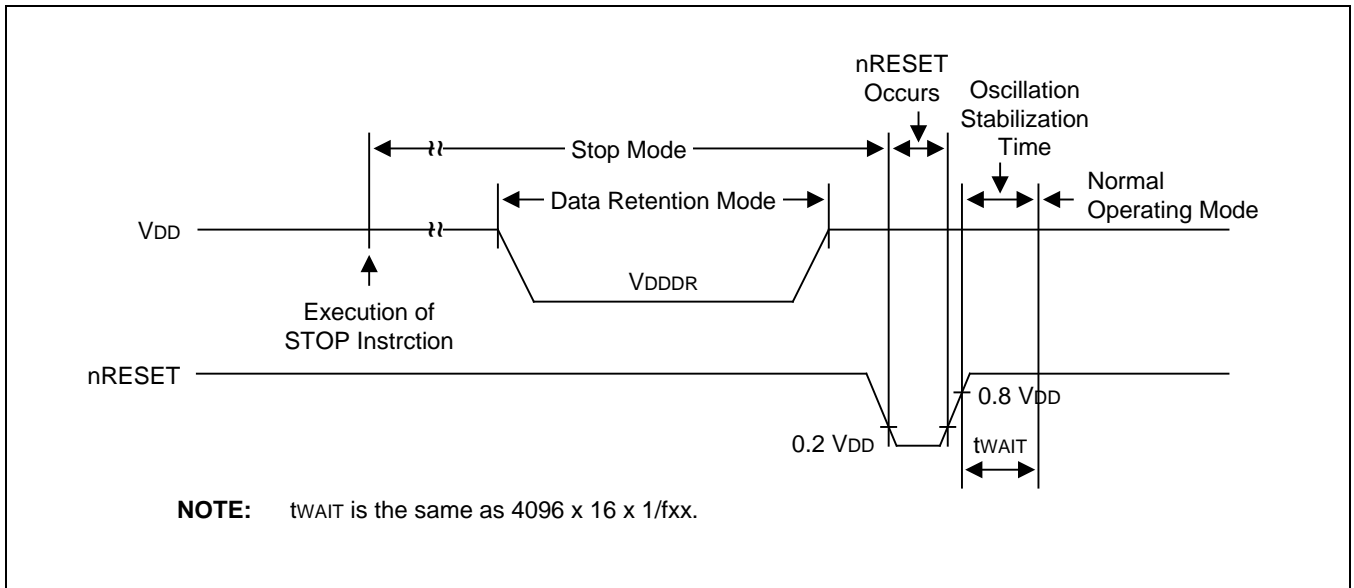 nRESET
Occurs
Oscillation
Stabilization
Time
Stop Mode
Data Retention Mode
Normal
Operating Mode
VDD
VDDDR
Execution of
STOP Instrction
nRESET
0.8 VDD
0.2 VDD
tWAIT
NOTE: tWAIT is the same as 4096 x 16 x 1/fxx.